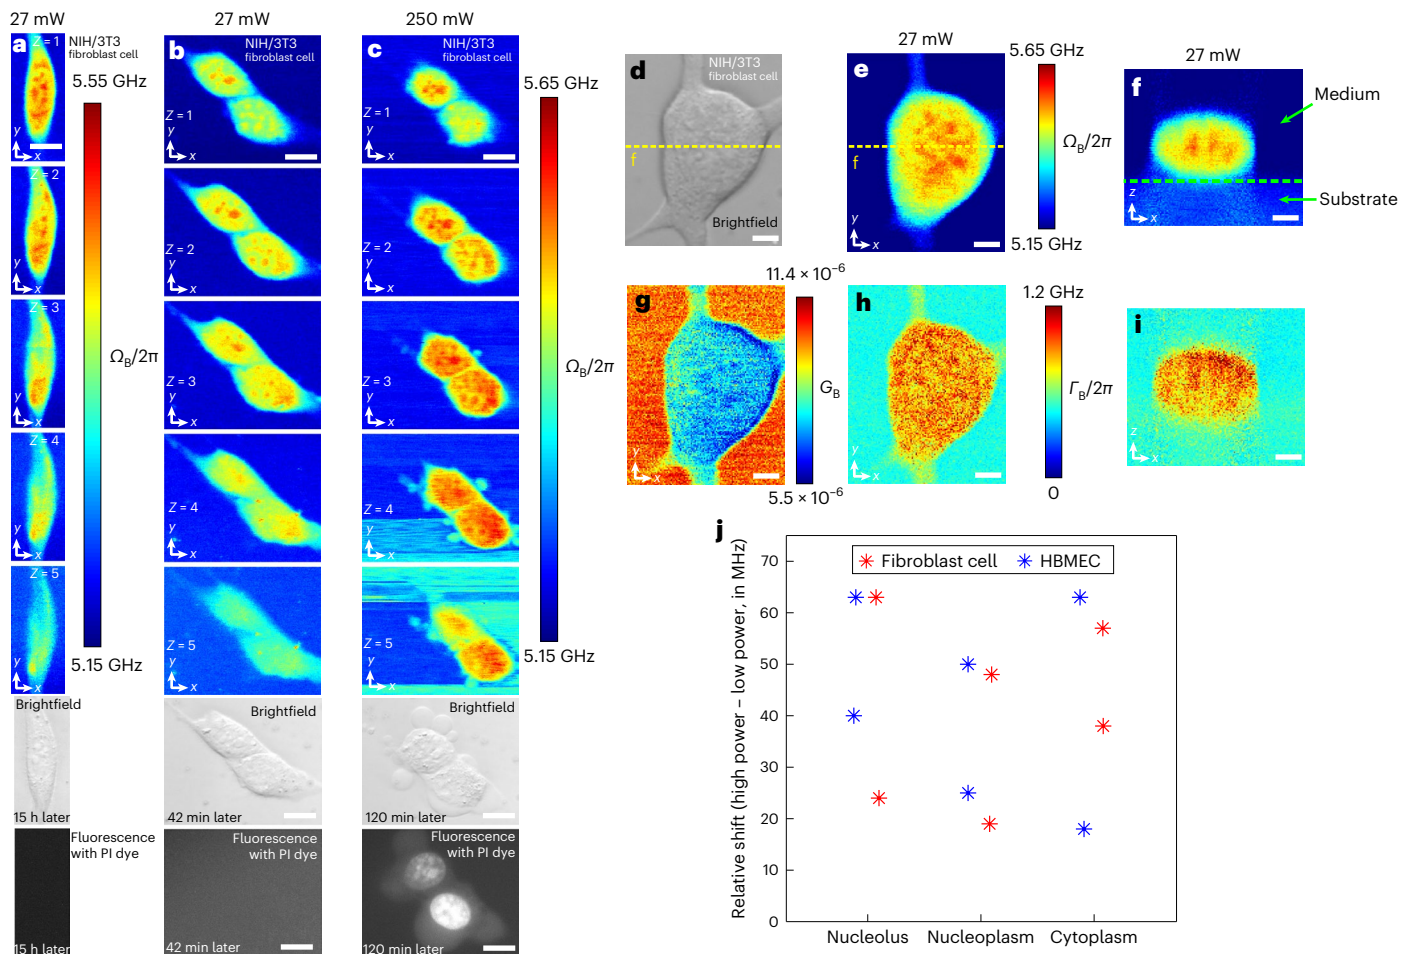 27 mW
27 mW
250 mW
a
Z = 1
NIH/3T3
fibroblast cell
y
x
Z = 2
y
x
Z = 3
y
x
Z = 4
y
x
Z = 5
y
x
Brightfield
15 h later
Fluorescence
with PI dye
15 h later
5.55 GHz
Ω_B/2π
5.15 GHz
b
NIH/3T3
fibroblast cell
Z = 1
y
x
Z = 2
y
x
Z = 3
y
x
Z = 4
y
x
Z = 5
y
x
Brightfield
42 min later
Fluorescence
with PI dye
42 min later
c
NIH/3T3
fibroblast cell
Z = 1
y
x
Z = 2
y
x
Z = 3
y
x
Z = 4
y
x
Z = 5
y
x
Brightfield
120 min later
Fluorescence
with PI dye
120 min later
5.65 GHz
Ω_B/2π
5.15 GHz
d
NIH/3T3
fibroblast cell
f
Brightfield
27 mW
e
f
y
x
5.65 GHz
Ω_B/2π
5.15 GHz
27 mW
f
z
x
Medium
Substrate
g
y
x
11.4 × 10⁻⁶
G_B
5.5 × 10⁻⁶
h
y
x
1.2 GHz
Γ_B/2π
0
i
z
x
j
Relative shift (high power – low power, in MHz)
70
60
50
40
30
20
10
0
Fibroblast cell
HBMEC
Nucleolus
Nucleoplasm
Cytoplasm